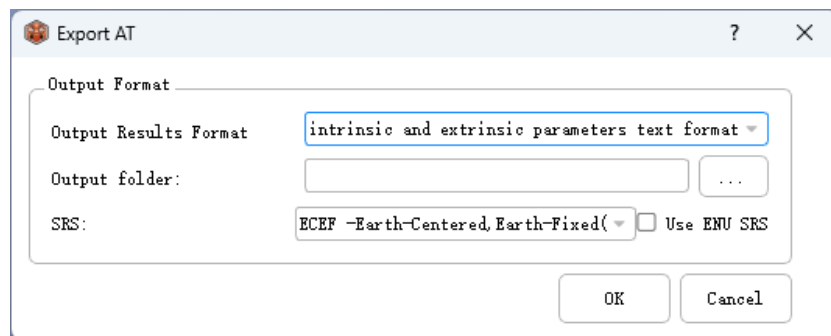 Export AT
?
Output Format
Output Results Format
intrinsic and extrinsic parameters text format
Output folder:
...
SRS:
ECEF -Earth-Centered,Earth-Fixed(
Use ENU SRS
OK
Cancel